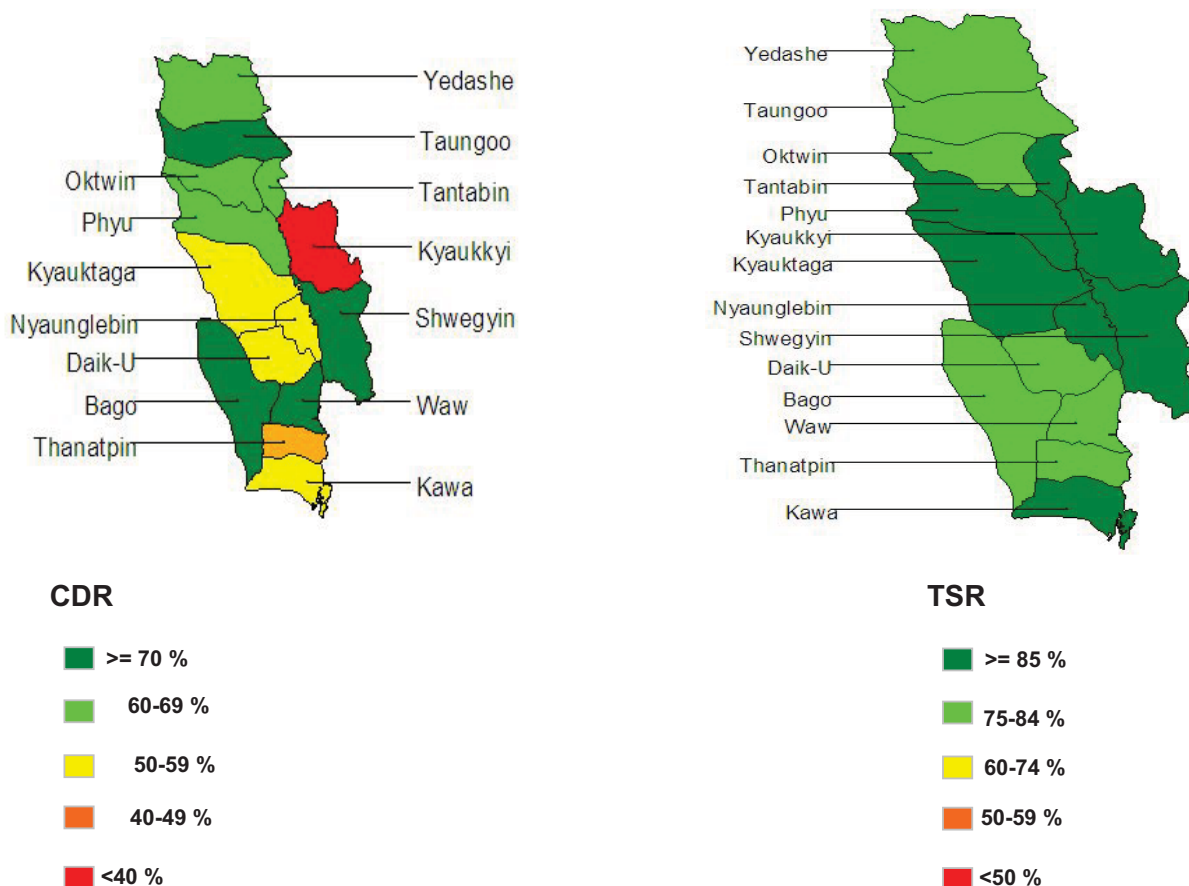 Yedashe
Taungoo
Oktwin
Tantabin
Phyu
Kyaukkyi
Kyauktaga
Nyaunglebin
Shwegyin
Daik-U
Bago
Waw
Thanatpin
Kawa
Yedashe
Taungoo
Oktwin
Tantabin
Phyu
Kyaukkyi
Kyauktaga
Nyaunglebin
Shwegyin
Daik-U
Bago
Waw
Thanatpin
Kawa
CDR
>= 70 %
60-69 %
50-59 %
40-49 %
<40 %
TSR
>= 85 %
75-84 %
60-74 %
50-59 %
<50 %